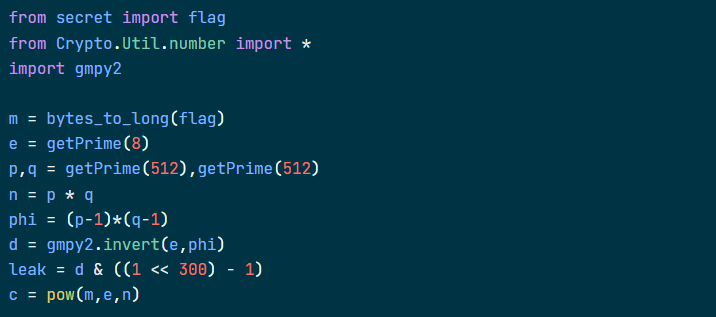 from secret import flag
from Crypto.Util.number import *
import gmpy2
m = bytes_to_long(flag)
e = getPrime(8)
p,q = getPrime(512),getPrime(512)
n = p * q
phi = (p-1)*(q-1)
d = gmpy2.invert(e,phi)
leak = d & ((1 << 300) - 1)
c = pow(m,e,n)